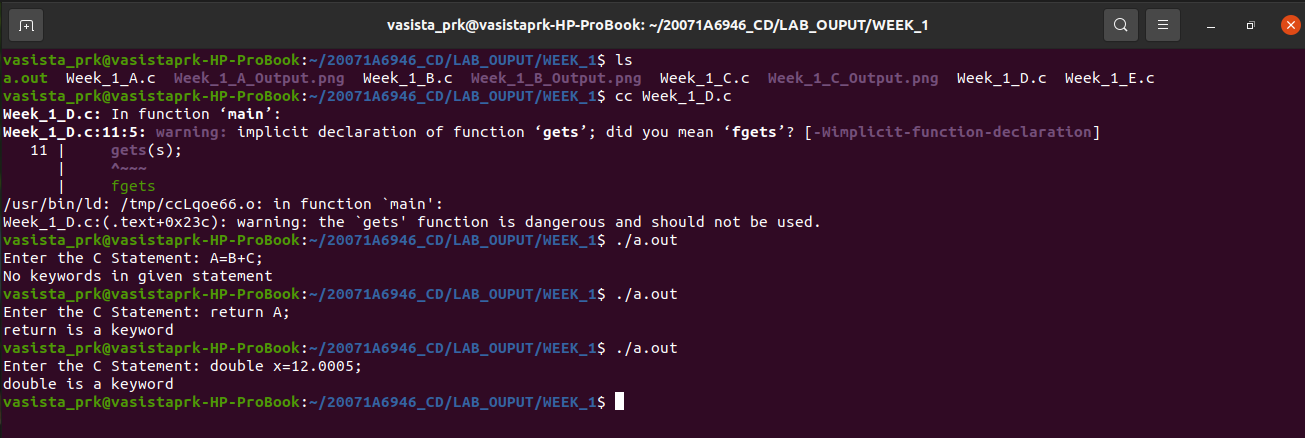 vasista_prk@vasistaprk-HP-ProBook: ~/20071A6946_CD/LAB_OUPUT/WEEK_1
vasista_prk@vasistaprk-HP-ProBook:~/20071A6946_CD/LAB_OUPUT/WEEK_1$ ls
a.out  Week_1_A.c  Week_1_A_Output.png  Week_1_B.c  Week_1_B_Output.png  Week_1_C.c  Week_1_C_Output.png  Week_1_D.c  Week_1_E.c
vasista_prk@vasistaprk-HP-ProBook:~/20071A6946_CD/LAB_OUPUT/WEEK_1$ cc Week_1_D.c
Week_1_D.c: In function ‘main’:
Week_1_D.c:11:5: warning: implicit declaration of function ‘gets’; did you mean ‘fgets’? [-Wimplicit-function-declaration]
   11 |     gets(s);
      |     ^~~~
      |     fgets
/usr/bin/ld: /tmp/ccLqoe66.o: in function `main':
Week_1_D.c:(.text+0x23c): warning: the `gets' function is dangerous and should not be used.
vasista_prk@vasistaprk-HP-ProBook:~/20071A6946_CD/LAB_OUPUT/WEEK_1$ ./a.out
Enter the C Statement: A=B+C;
No keywords in given statement
vasista_prk@vasistaprk-HP-ProBook:~/20071A6946_CD/LAB_OUPUT/WEEK_1$ ./a.out
Enter the C Statement: return A;
return is a keyword
vasista_prk@vasistaprk-HP-ProBook:~/20071A6946_CD/LAB_OUPUT/WEEK_1$ ./a.out
Enter the C Statement: double x=12.0005;
double is a keyword
vasista_prk@vasistaprk-HP-ProBook:~/20071A6946_CD/LAB_OUPUT/WEEK_1$